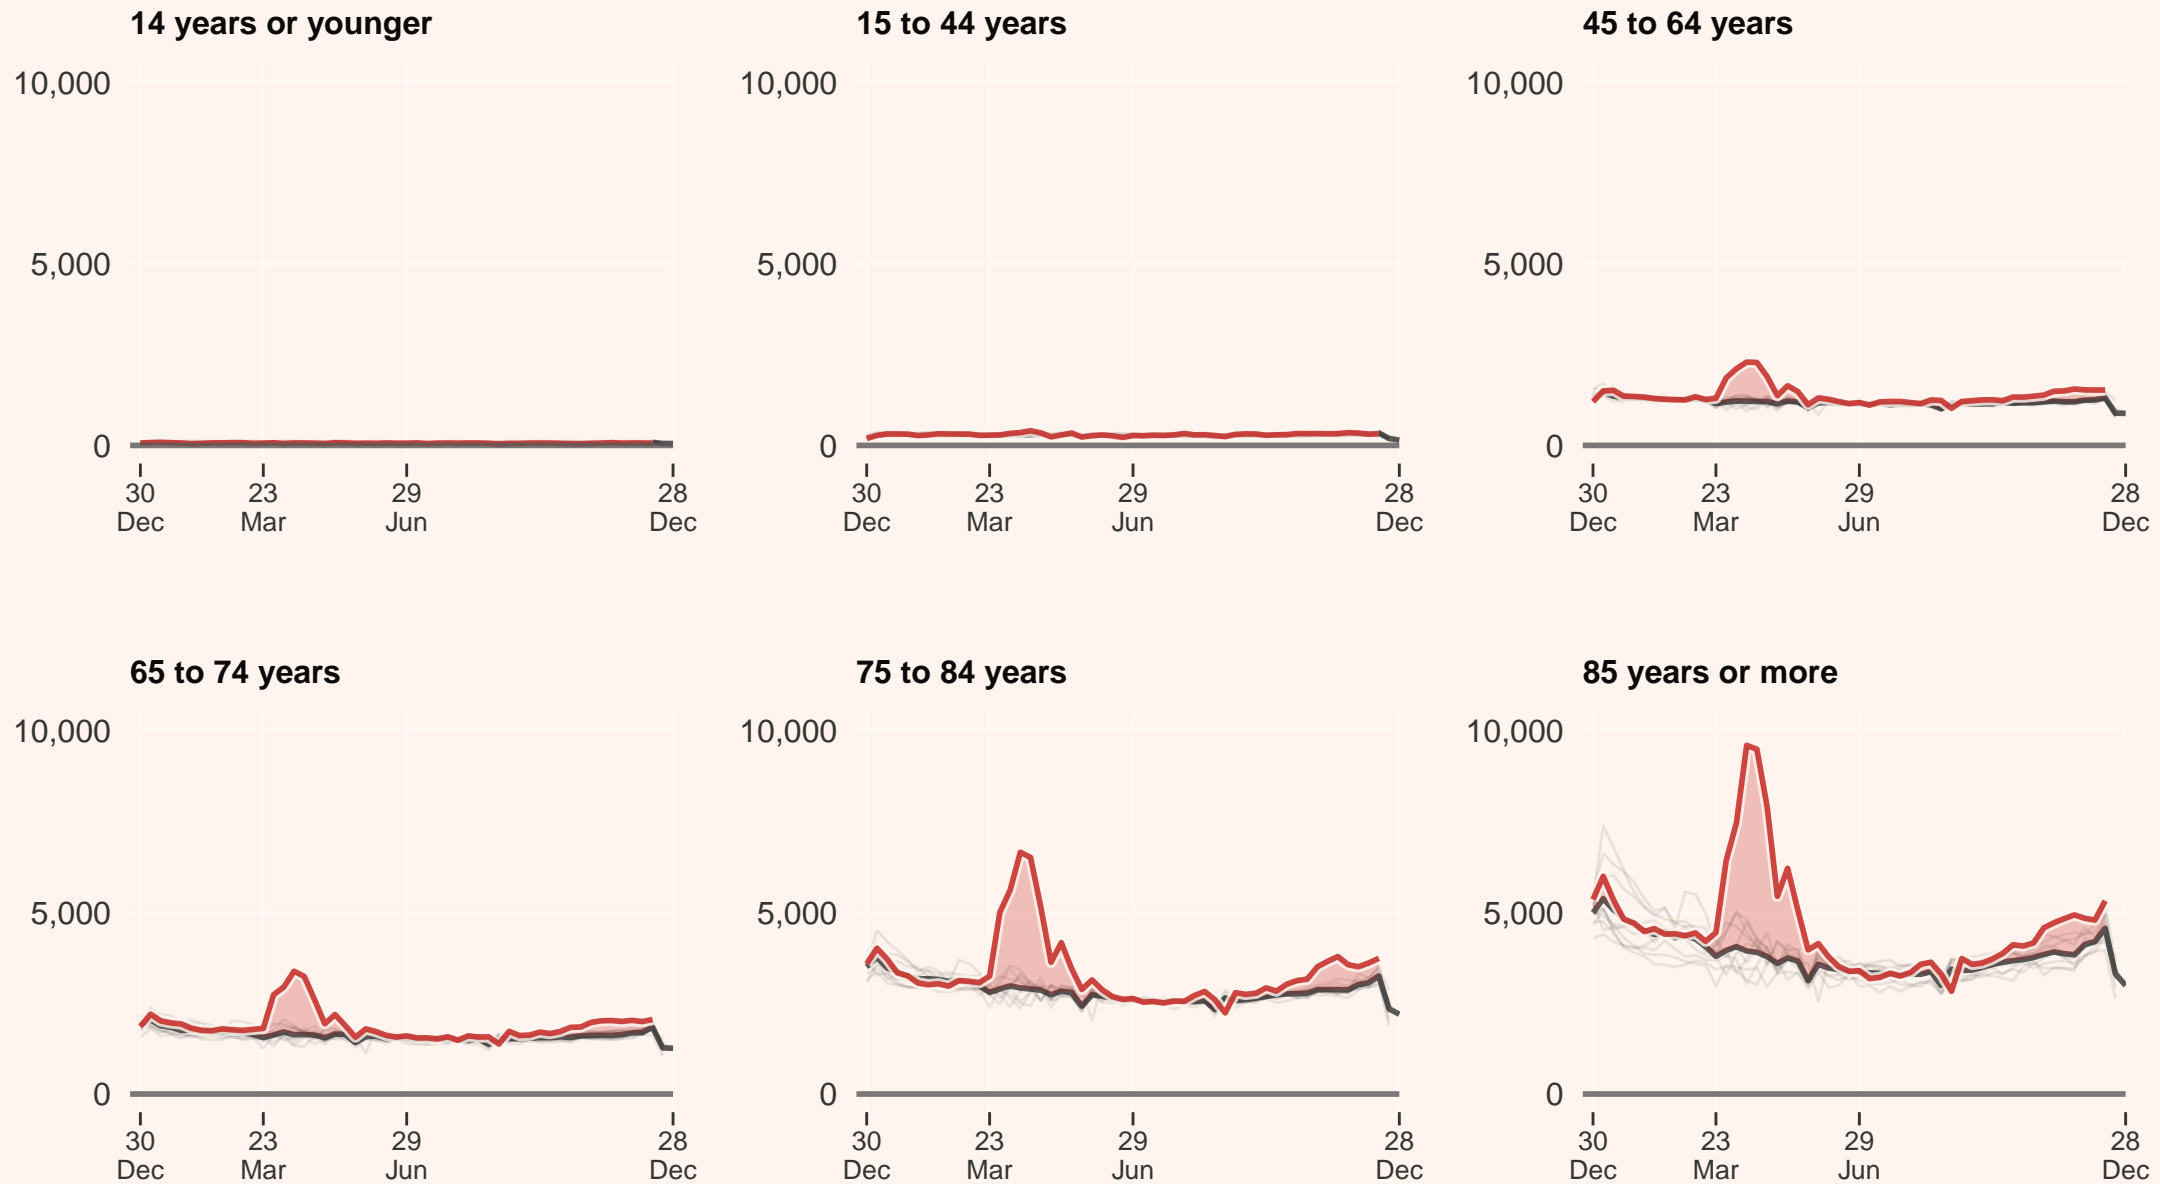 14 years or younger
15 to 44 years
45 to 64 years
10,000
10,000
10,000
5,000
5,000
5,000
0
0
0
30 23 29 28
Dec Mar Jun Dec
30 23 29 28
Dec Mar Jun Dec
30 23 29 28
Dec Mar Jun Dec
65 to 74 years
75 to 84 years
85 years or more
10,000
10,000
10,000
5,000
5,000
5,000
0
0
0
30 23 29 28
Dec Mar Jun Dec
30 23 29 28
Dec Mar Jun Dec
30 23 29 28
Dec Mar Jun Dec